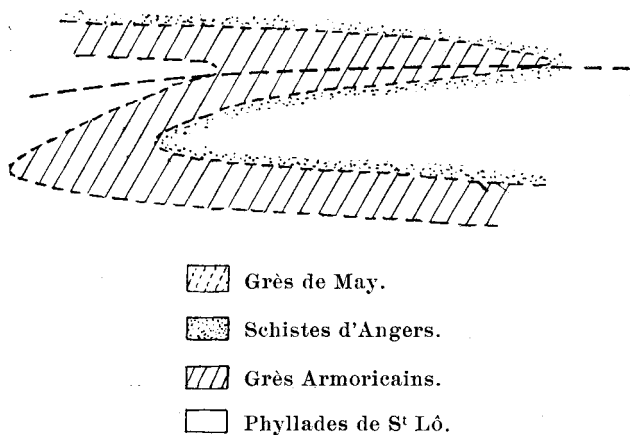 Grès de May.
Schistes d'Angers.
Grès Armoricains.
Phyllades de Sᵗ Lô.